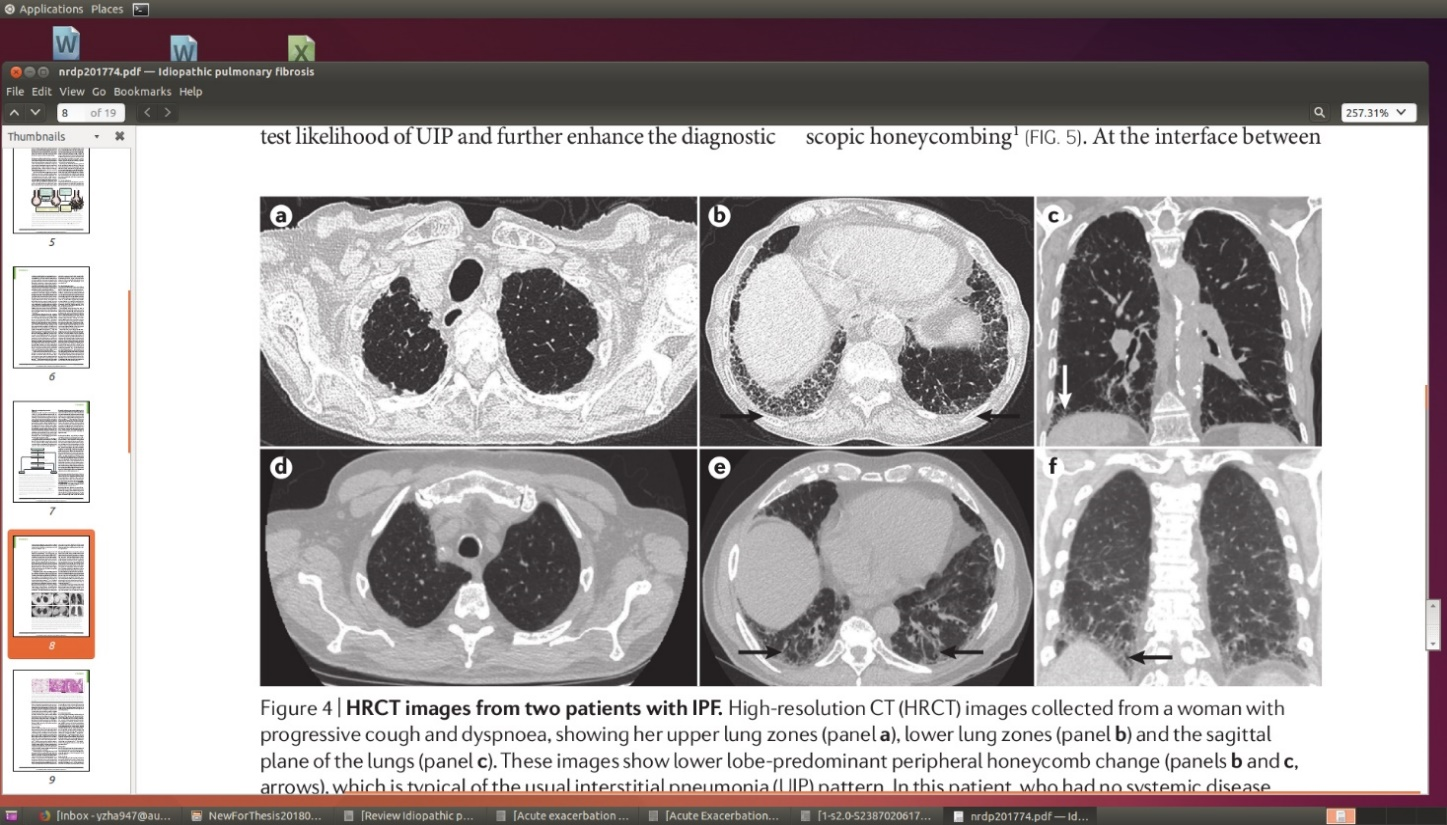 Applications Places
W
W
X
nrdp201774.pdf — Idiopathic pulmonary fibrosis
File Edit View Go Bookmarks Help
8 of 19
257.31%
Thumbnails
5
6
7
8
9
test likelihood of UIP and further enhance the diagnostic
scopic honeycombing¹ (FIG. 5). At the interface between
a
b
c
d
e
f
Figure 4 | HRCT images from two patients with IPF. High-resolution CT (HRCT) images collected from a woman with
progressive cough and dyspnoea, showing her upper lung zones (panel a), lower lung zones (panel b) and the sagittal
plane of the lungs (panel c). These images show lower lobe-predominant peripheral honeycomb change (panels b and c,
arrows), which is typical of the usual interstitial pneumonia (UIP) pattern. In this patient, who had no systemic disease
[Inbox - yzha947@au...
NewForThesis20180...
[Review Idiopathic p...
[Acute exacerbation ...
[Acute Exacerbation...
[1-s2.0-S2387020617...
nrdp201774.pdf — Id...